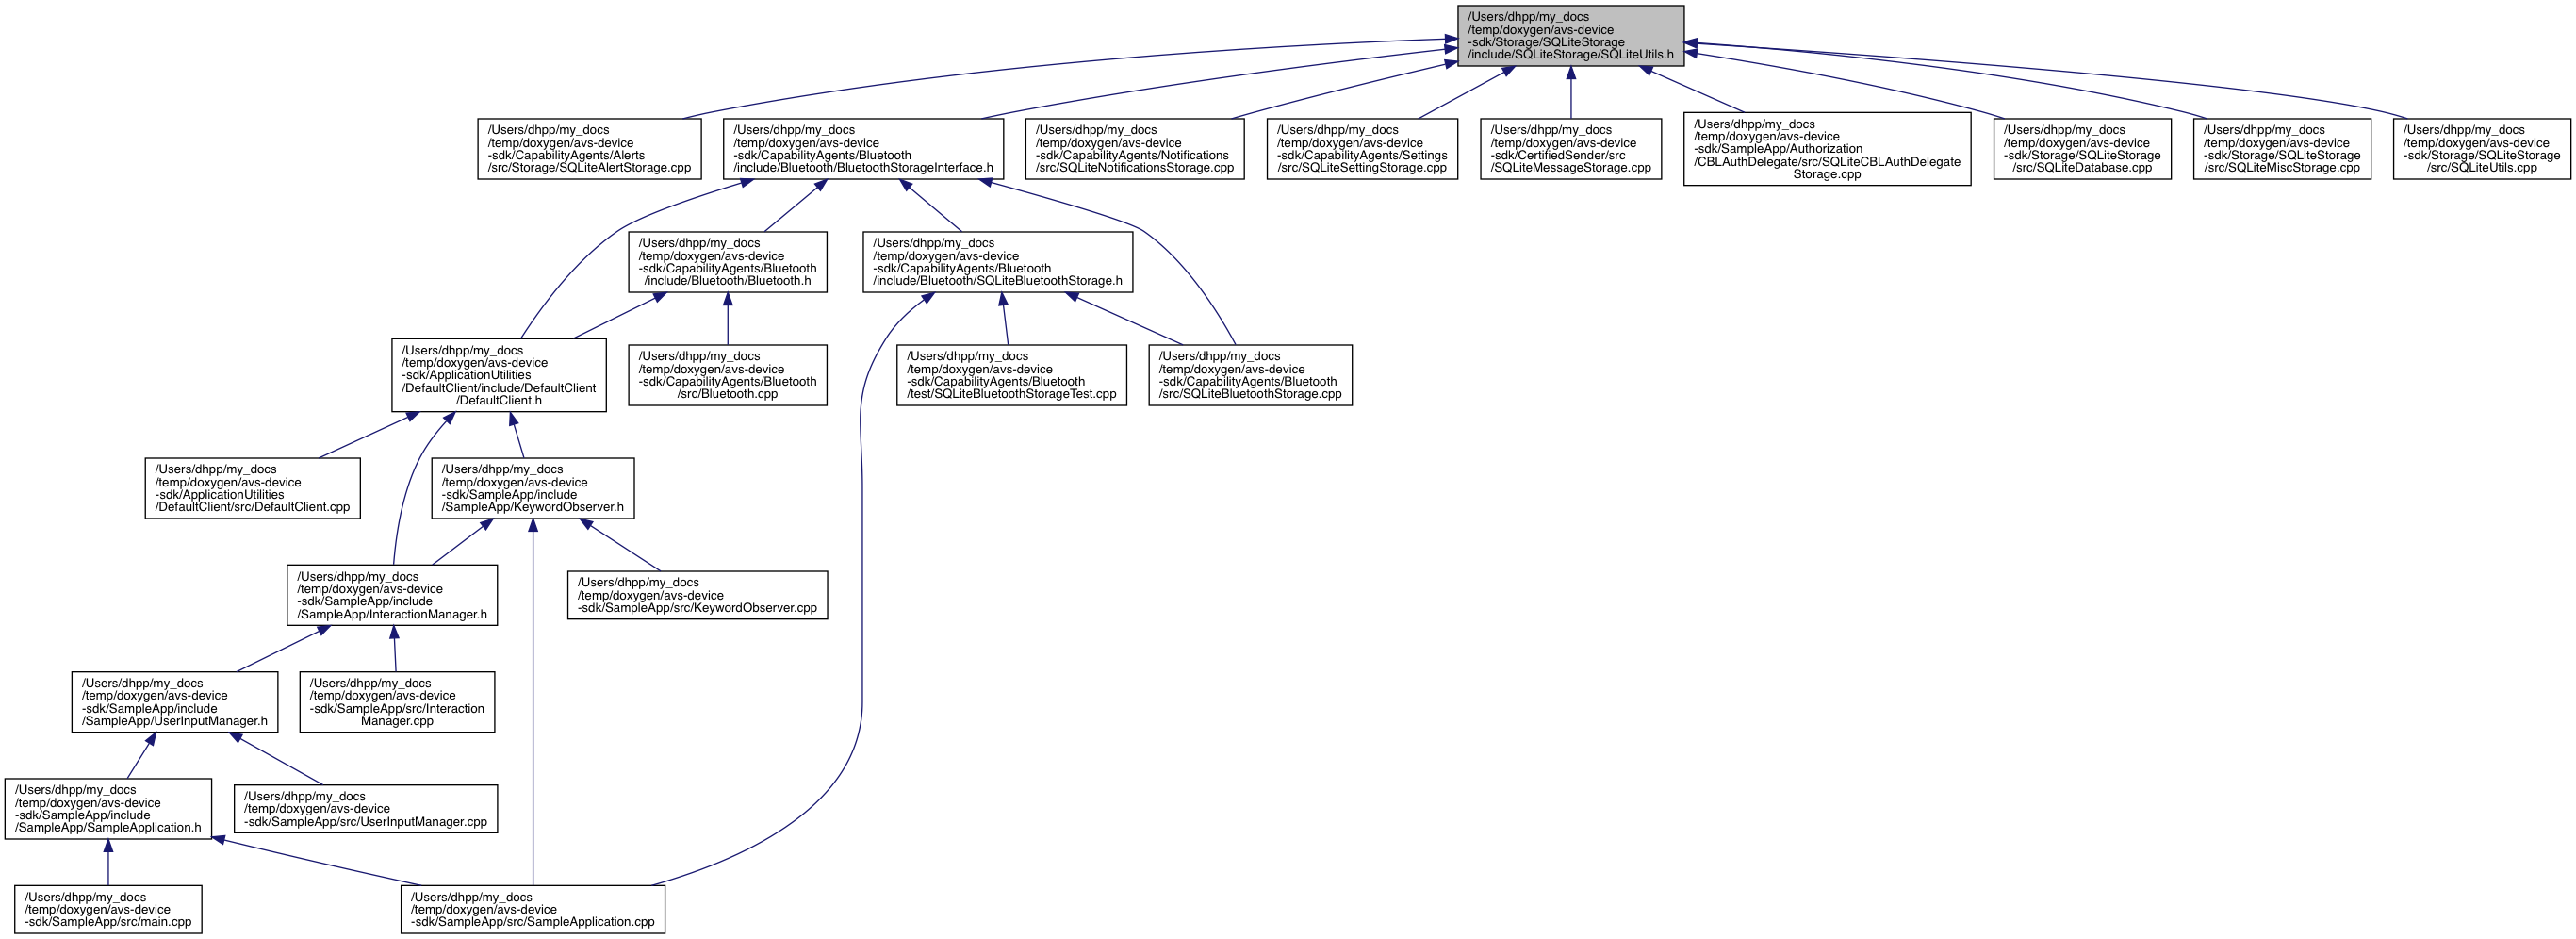 /Users/dhpp/my_docs
/temp/doxygen/avs-device
-sdk/Storage/SQLiteStorage
/include/SQLiteStorage/SQLiteUtils.h
/Users/dhpp/my_docs
/temp/doxygen/avs-device
-sdk/CapabilityAgents/Alerts
/src/Storage/SQLiteAlertStorage.cpp
/Users/dhpp/my_docs
/temp/doxygen/avs-device
-sdk/CapabilityAgents/Bluetooth
/include/Bluetooth/BluetoothStorageInterface.h
/Users/dhpp/my_docs
/temp/doxygen/avs-device
-sdk/CapabilityAgents/Notifications
/src/SQLiteNotificationsStorage.cpp
/Users/dhpp/my_docs
/temp/doxygen/avs-device
-sdk/CapabilityAgents/Settings
/src/SQLiteSettingStorage.cpp
/Users/dhpp/my_docs
/temp/doxygen/avs-device
-sdk/CertifiedSender/src
/SQLiteMessageStorage.cpp
/Users/dhpp/my_docs
/temp/doxygen/avs-device
-sdk/SampleApp/Authorization
/CBLAuthDelegate/src/SQLiteCBLAuthDelegate
Storage.cpp
/Users/dhpp/my_docs
/temp/doxygen/avs-device
-sdk/Storage/SQLiteStorage
/src/SQLiteDatabase.cpp
/Users/dhpp/my_docs
/temp/doxygen/avs-device
-sdk/Storage/SQLiteStorage
/src/SQLiteMiscStorage.cpp
/Users/dhpp/my_docs
/temp/doxygen/avs-device
-sdk/Storage/SQLiteStorage
/src/SQLiteUtils.cpp
/Users/dhpp/my_docs
/temp/doxygen/avs-device
-sdk/CapabilityAgents/Bluetooth
/include/Bluetooth/Bluetooth.h
/Users/dhpp/my_docs
/temp/doxygen/avs-device
-sdk/CapabilityAgents/Bluetooth
/include/Bluetooth/SQLiteBluetoothStorage.h
/Users/dhpp/my_docs
/temp/doxygen/avs-device
-sdk/ApplicationUtilities
/DefaultClient/include/DefaultClient
/DefaultClient.h
/Users/dhpp/my_docs
/temp/doxygen/avs-device
-sdk/CapabilityAgents/Bluetooth
/src/Bluetooth.cpp
/Users/dhpp/my_docs
/temp/doxygen/avs-device
-sdk/CapabilityAgents/Bluetooth
/test/SQLiteBluetoothStorageTest.cpp
/Users/dhpp/my_docs
/temp/doxygen/avs-device
-sdk/CapabilityAgents/Bluetooth
/src/SQLiteBluetoothStorage.cpp
/Users/dhpp/my_docs
/temp/doxygen/avs-device
-sdk/ApplicationUtilities
/DefaultClient/src/DefaultClient.cpp
/Users/dhpp/my_docs
/temp/doxygen/avs-device
-sdk/SampleApp/include
/SampleApp/KeywordObserver.h
/Users/dhpp/my_docs
/temp/doxygen/avs-device
-sdk/SampleApp/include
/SampleApp/InteractionManager.h
/Users/dhpp/my_docs
/temp/doxygen/avs-device
-sdk/SampleApp/src/KeywordObserver.cpp
/Users/dhpp/my_docs
/temp/doxygen/avs-device
-sdk/SampleApp/include
/SampleApp/UserInputManager.h
/Users/dhpp/my_docs
/temp/doxygen/avs-device
-sdk/SampleApp/src/Interaction
Manager.cpp
/Users/dhpp/my_docs
/temp/doxygen/avs-device
-sdk/SampleApp/include
/SampleApp/SampleApplication.h
/Users/dhpp/my_docs
/temp/doxygen/avs-device
-sdk/SampleApp/src/UserInputManager.cpp
/Users/dhpp/my_docs
/temp/doxygen/avs-device
-sdk/SampleApp/src/main.cpp
/Users/dhpp/my_docs
/temp/doxygen/avs-device
-sdk/SampleApp/src/SampleApplication.cpp